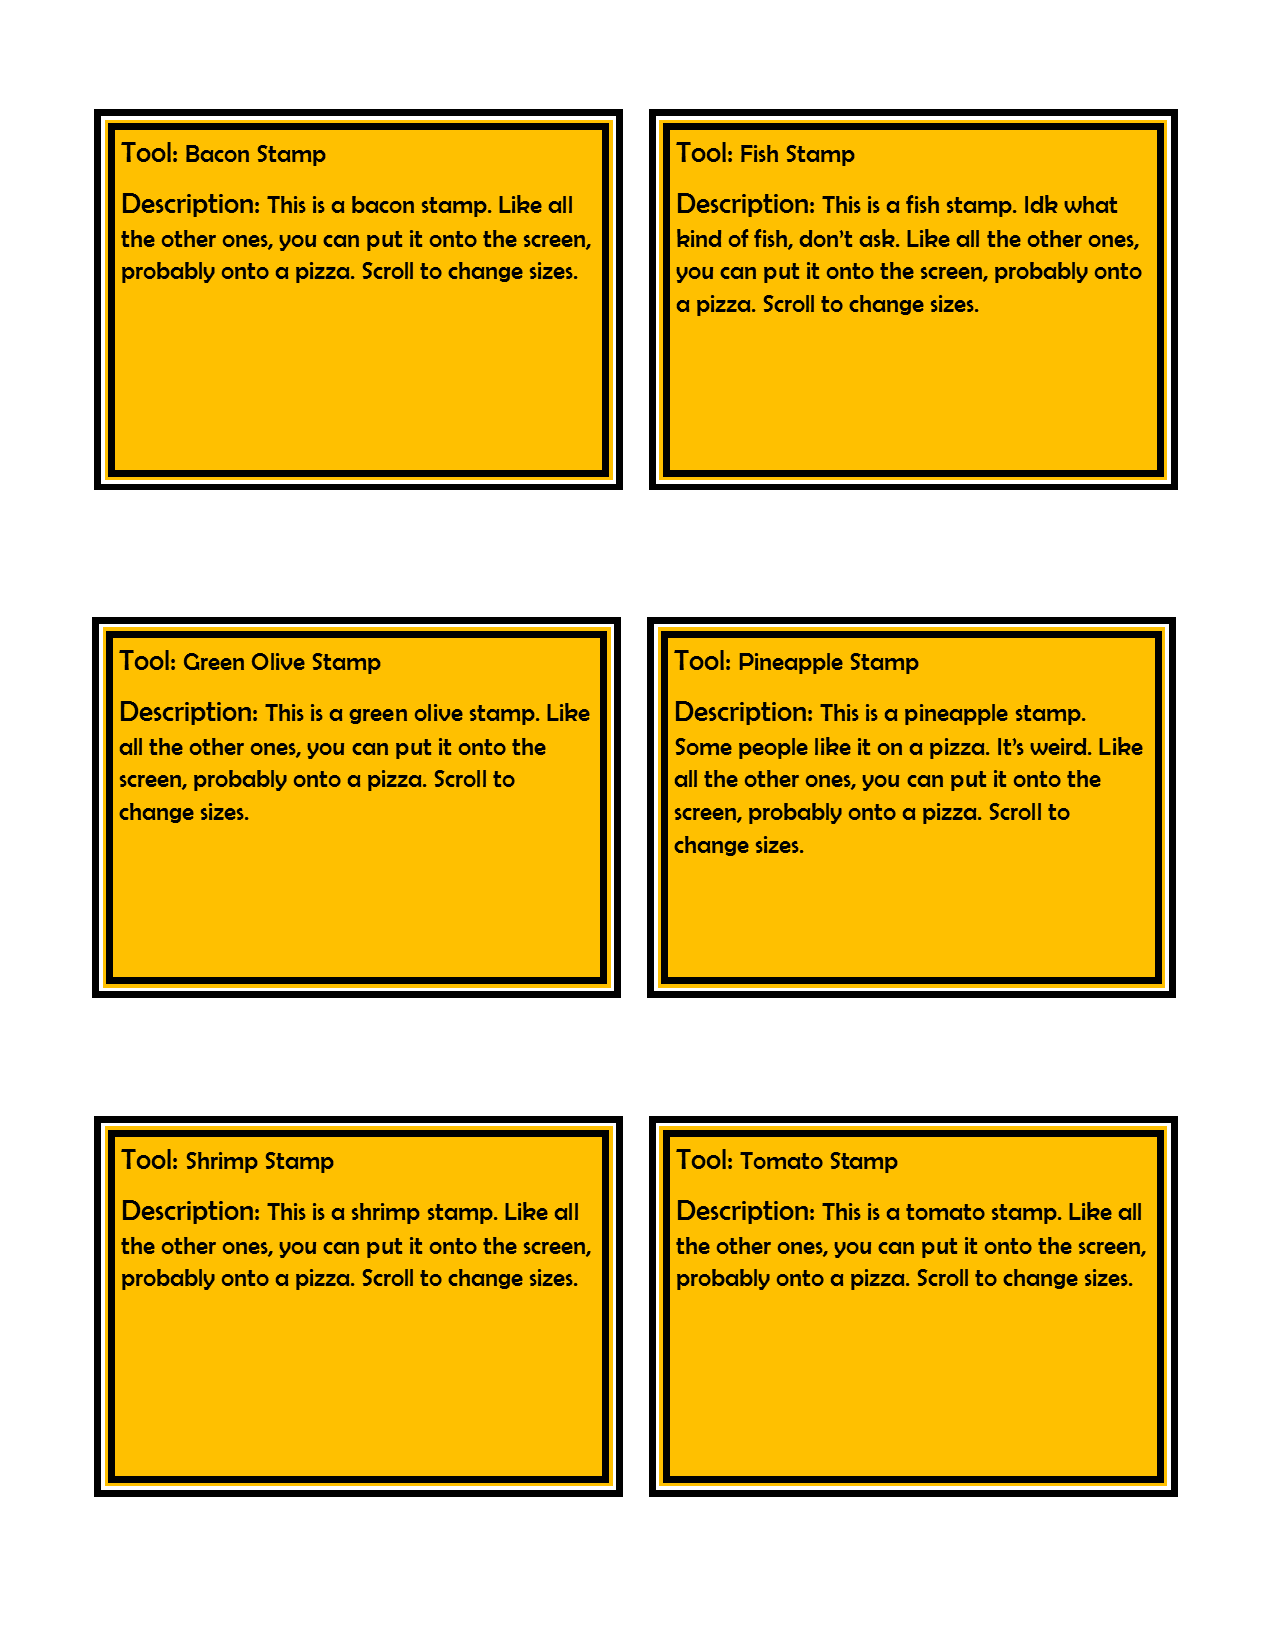 Tool: Bacon Stamp
Description: This is a bacon stamp. Like all
the other ones, you can put it onto the screen,
probably onto a pizza. Scroll to change sizes.
Tool: Fish Stamp
Description: This is a fish stamp. Idk what
kind of fish, don’t ask. Like all the other ones,
you can put it onto the screen, probably onto
a pizza. Scroll to change sizes.
Tool: Green Olive Stamp
Description: This is a green olive stamp. Like
all the other ones, you can put it onto the
screen, probably onto a pizza. Scroll to
change sizes.
Tool: Pineapple Stamp
Description: This is a pineapple stamp.
Some people like it on a pizza. It’s weird. Like
all the other ones, you can put it onto the
screen, probably onto a pizza. Scroll to
change sizes.
Tool: Shrimp Stamp
Description: This is a shrimp stamp. Like all
the other ones, you can put it onto the screen,
probably onto a pizza. Scroll to change sizes.
Tool: Tomato Stamp
Description: This is a tomato stamp. Like all
the other ones, you can put it onto the screen,
probably onto a pizza. Scroll to change sizes.